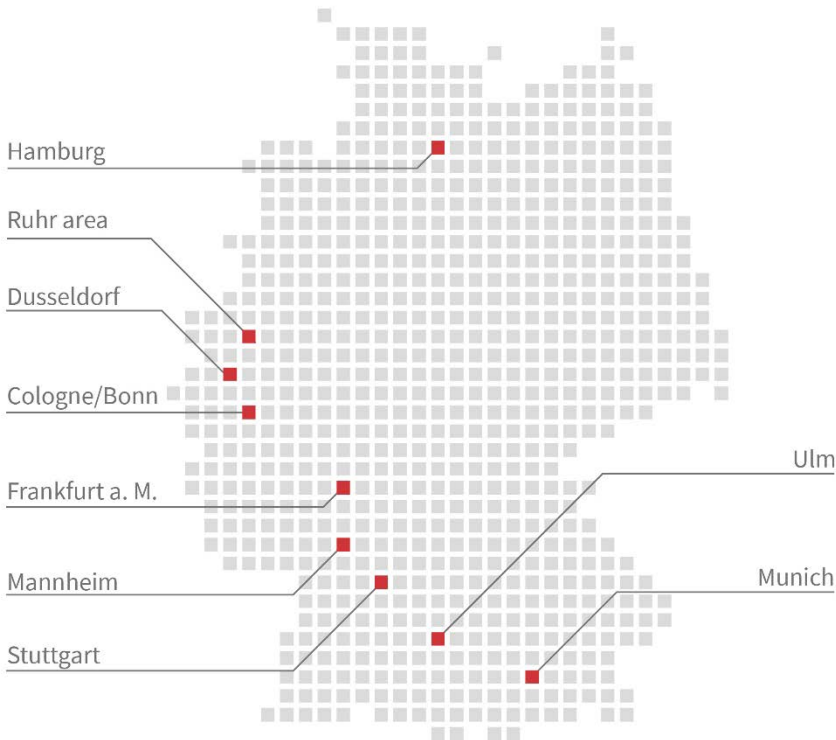 Hamburg
Ruhr area
Dusseldorf
Cologne/Bonn
Frankfurt a. M.
Mannheim
Stuttgart
Ulm
Munich